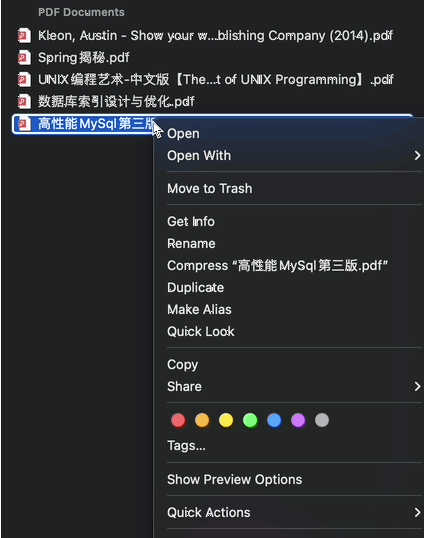 PDF Documents
Kleon, Austin - Show your w...blishing Company (2014).pdf
Spring揭秘.pdf
UNIX编程艺术-中文版【The...t of UNIX Programming】.pdf
数据库索引设计与优化.pdf
高性能MySql第三版
Open
Open With
Move to Trash
Get Info
Rename
Compress “高性能MySql第三版.pdf”
Duplicate
Make Alias
Quick Look
Copy
Share
Tags...
Show Preview Options
Quick Actions